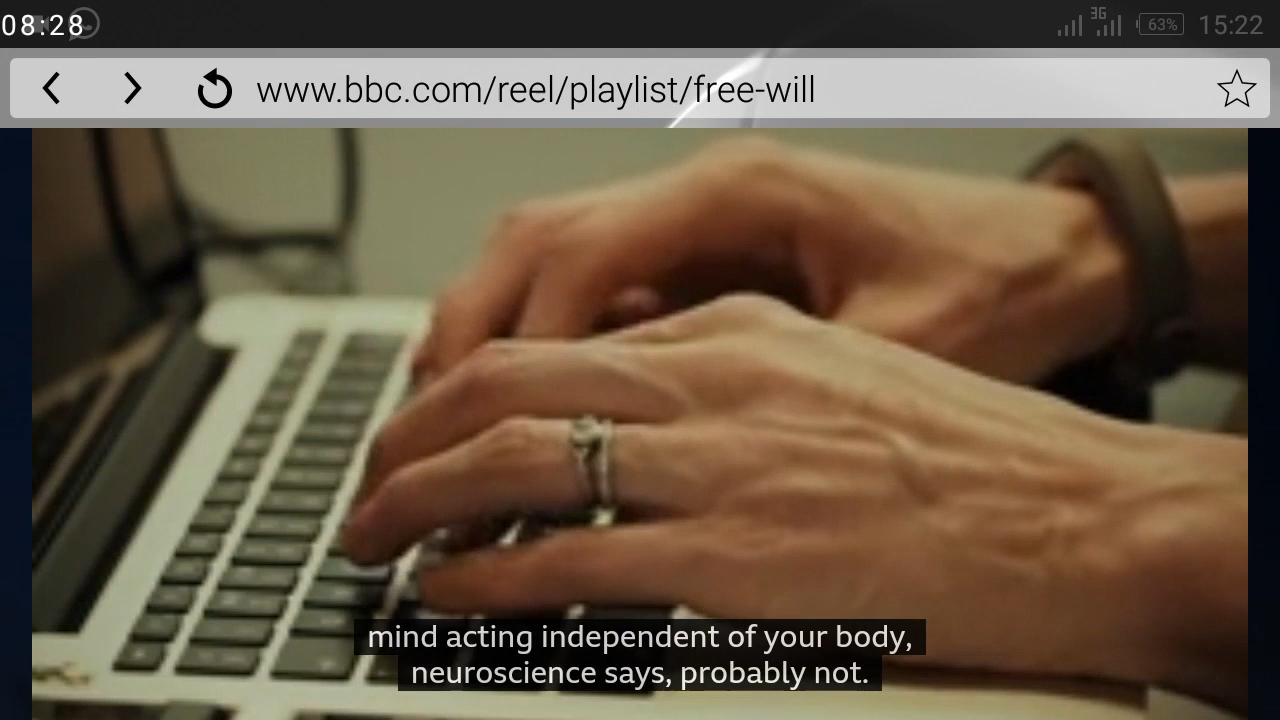 08:28
3G
63%
15:22
www.bbc.com/reel/playlist/free-will
mind acting independent of your body,
neuroscience says, probably not.